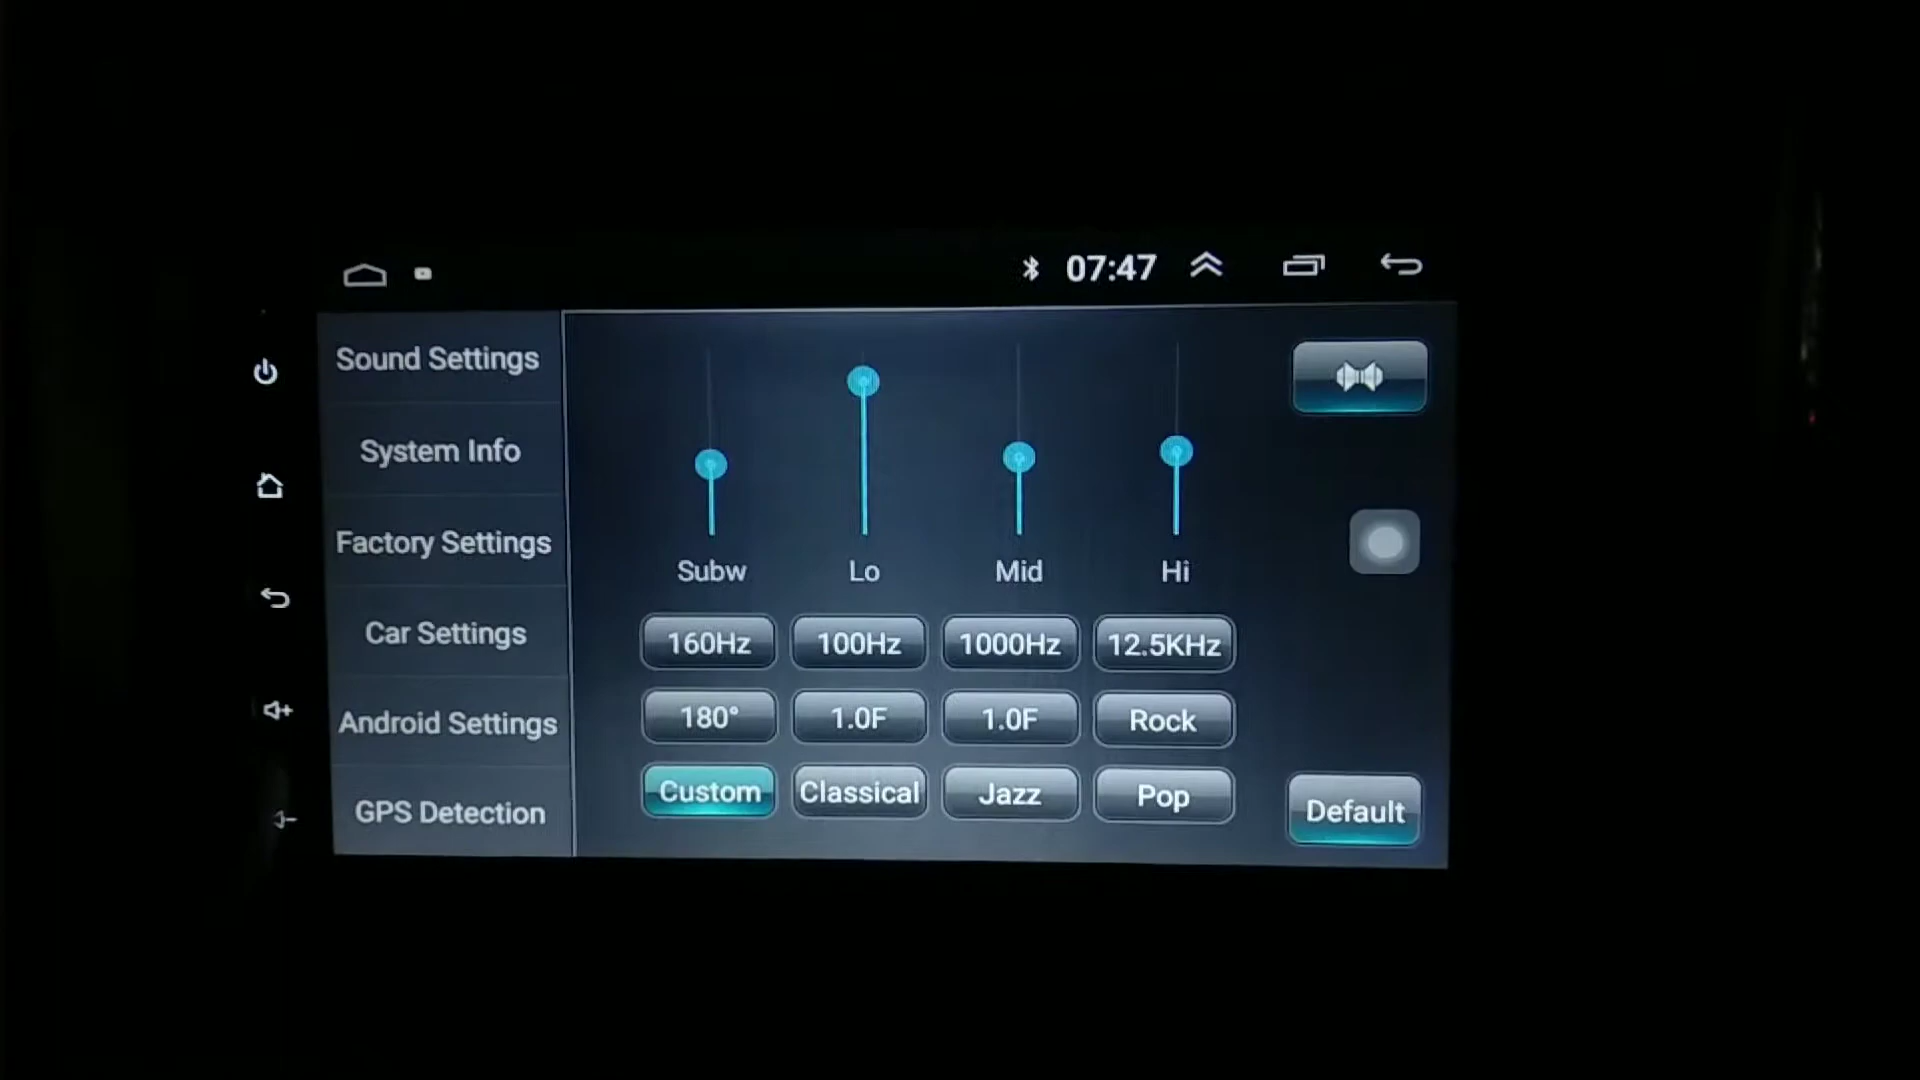 07:47
Sound Settings
System Info
Factory Settings
Car Settings
Android Settings
GPS Detection
Subw Lo Mid Hi
160Hz 100Hz 1000Hz 12.5KHz
180° 1.0F 1.0F Rock
Custom Classical Jazz Pop
Default